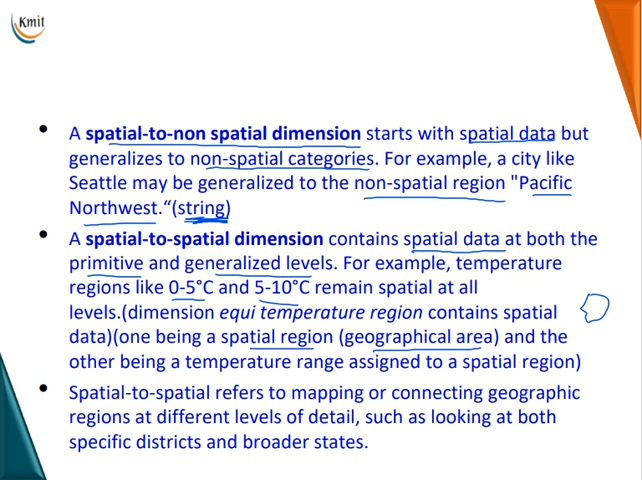 Kmit
• A spatial-to-non spatial dimension starts with spatial data but
generalizes to non-spatial categories. For example, a city like
Seattle may be generalized to the non-spatial region "Pacific
Northwest.“(string)
• A spatial-to-spatial dimension contains spatial data at both the
primitive and generalized levels. For example, temperature
regions like 0-5°C and 5-10°C remain spatial at all
levels.(dimension equi temperature region contains spatial
data)(one being a spatial region (geographical area) and the
other being a temperature range assigned to a spatial region)
• Spatial-to-spatial refers to mapping or connecting geographic
regions at different levels of detail, such as looking at both
specific districts and broader states.